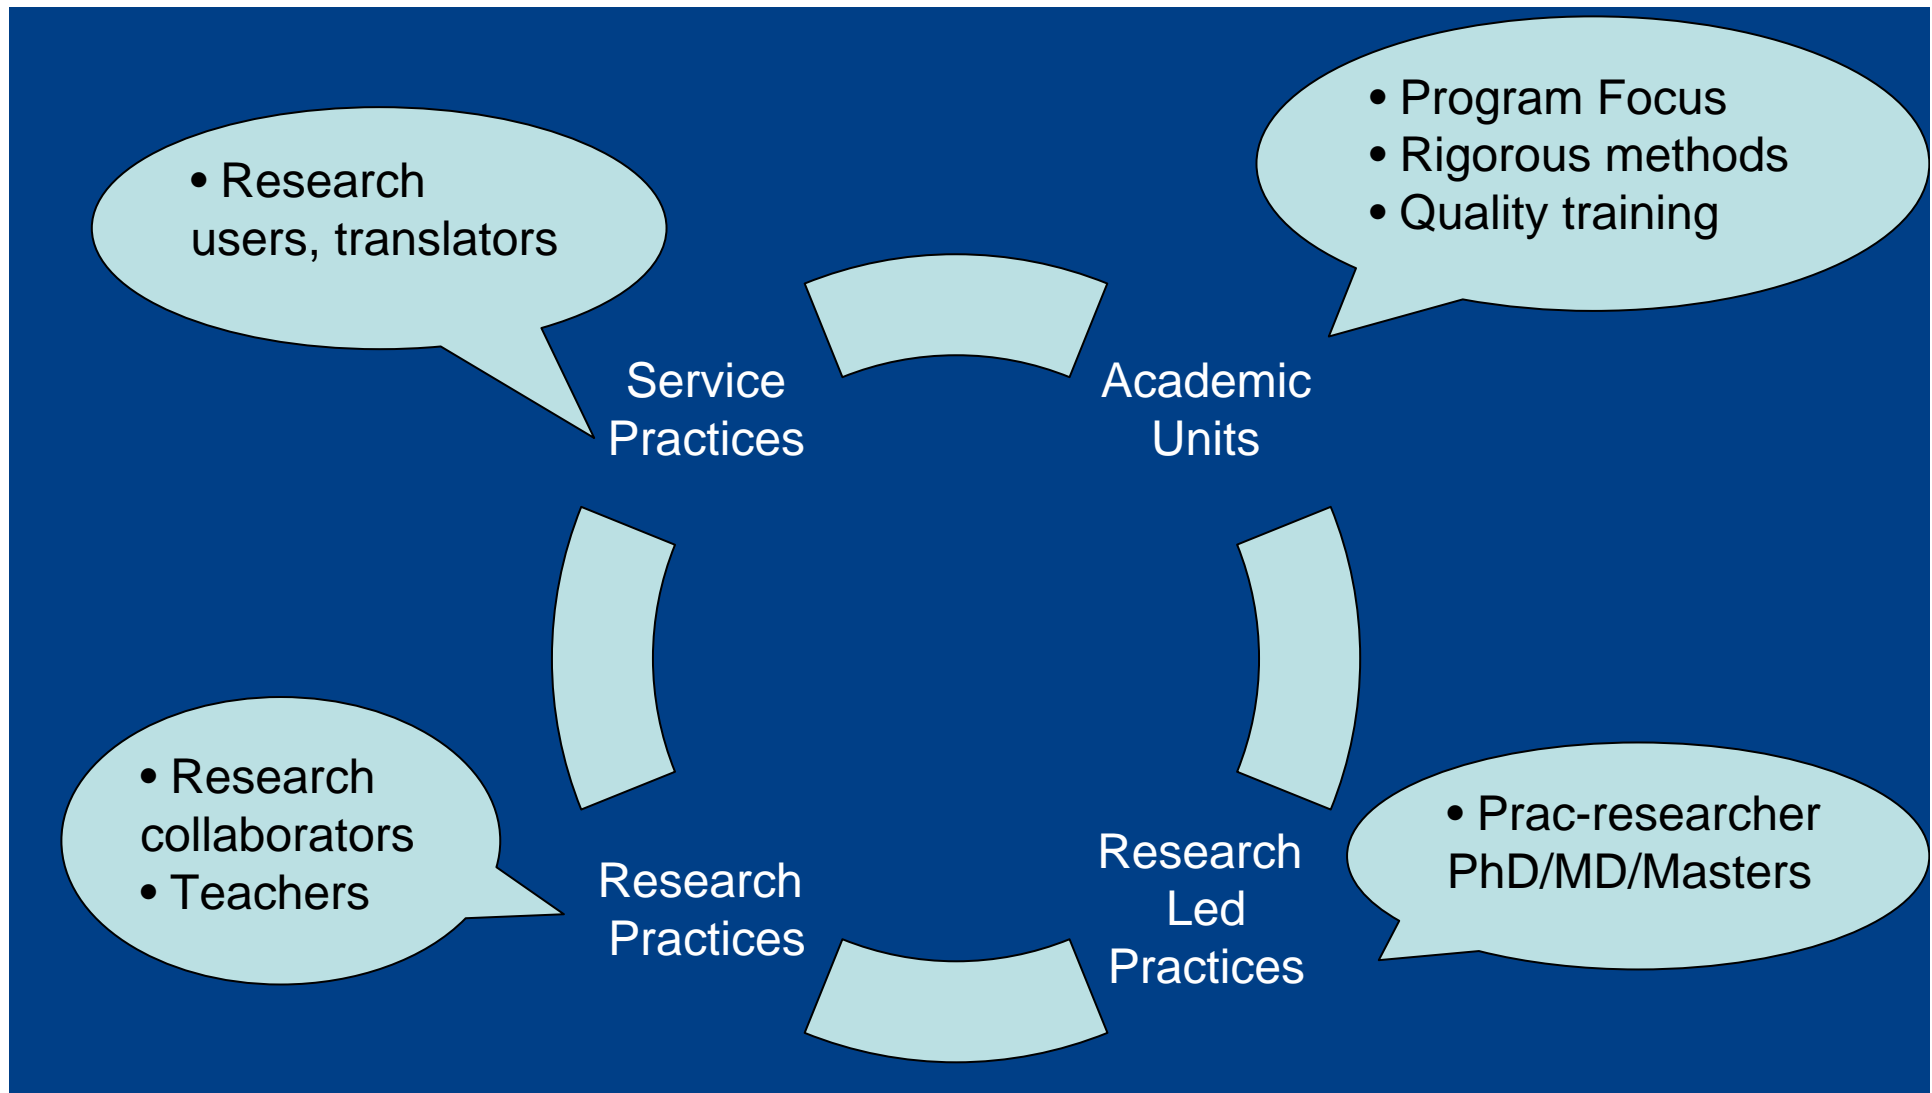 • Research
users, translators
• Program Focus
• Rigorous methods
• Quality training
Service
Practices
Academic
Units
• Research
collaborators
• Teachers
Research
Practices
Research
Led
Practices
• Prac-researcher
PhD/MD/Masters